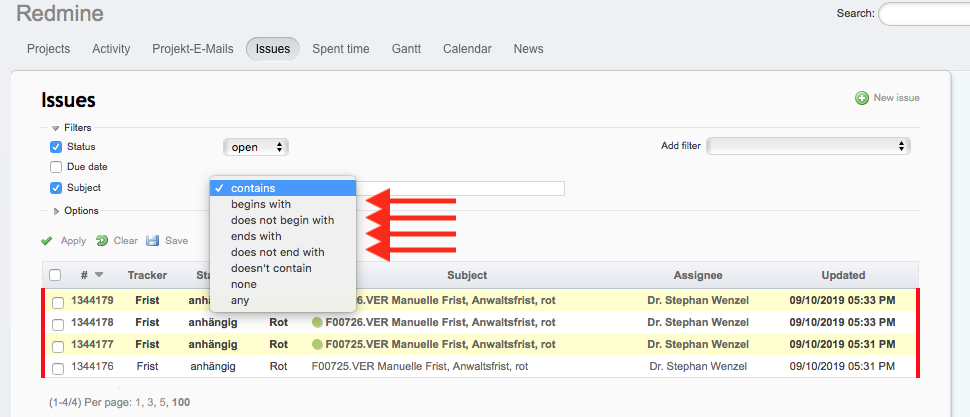 Redmine
Search:
Projects Activity Projekt-E-Mails Issues Spent time Gantt Calendar News
Issues
New issue
Filters
Status open Add filter
Due date
Subject
contains
begins with
does not begin with
ends with
does not end with
doesn't contain
none
any
Options
Apply Clear Save
# Tracker Sta Subject Assignee Updated
1344179 Frist anhä 26.VER Manuelle Frist, Anwaltsfrist, rot Dr. Stephan Wenzel 09/10/2019 05:33 PM
1344178 Frist anhängig Rot F00726.VER Manuelle Frist, Anwaltsfrist, rot Dr. Stephan Wenzel 09/10/2019 05:33 PM
1344177 Frist anhängig Rot F00725.VER Manuelle Frist, Anwaltsfrist, rot Dr. Stephan Wenzel 09/10/2019 05:31 PM
1344176 Frist anhängig Rot F00725.VER Manuelle Frist, Anwaltsfrist, rot Dr. Stephan Wenzel 09/10/2019 05:31 PM
(1-4/4) Per page: 1, 3, 5, 100